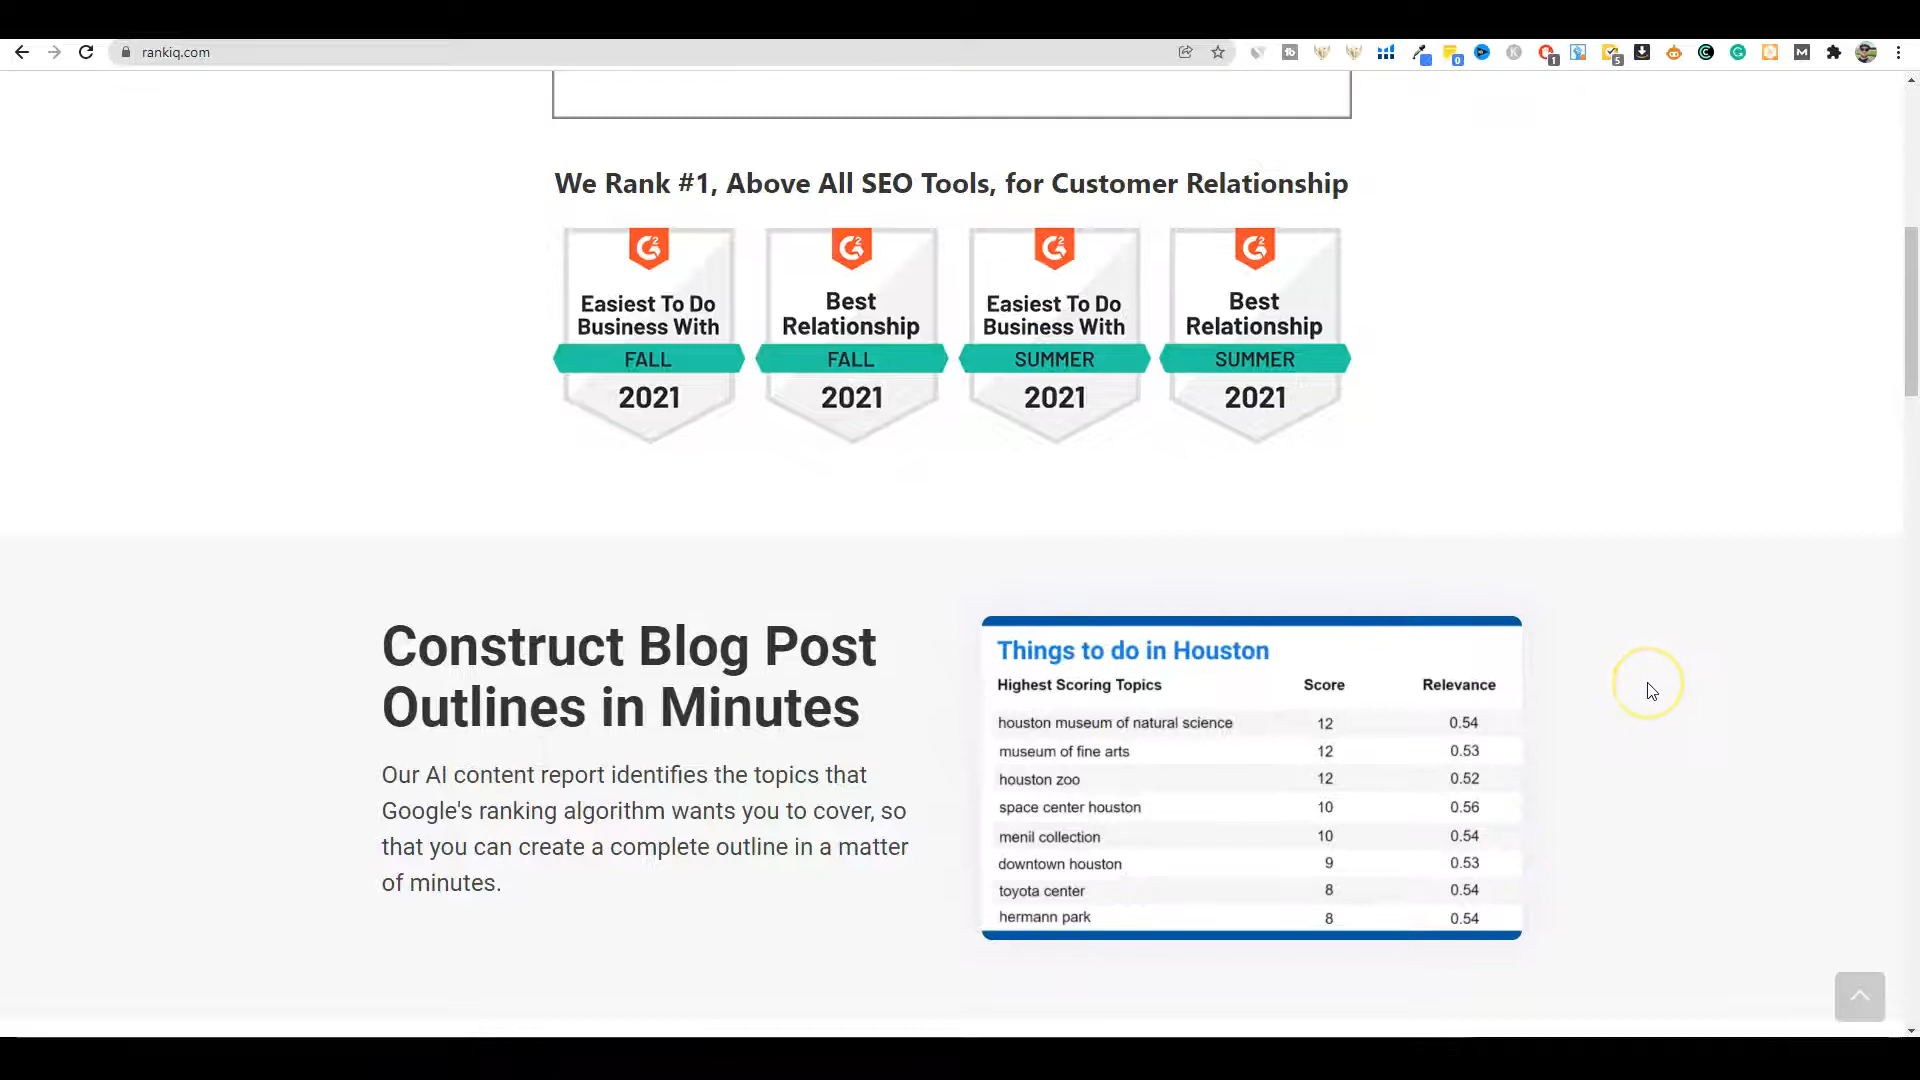 rankiq.com
We Rank #1, Above All SEO Tools, for Customer Relationship
Easiest To Do
Business With
FALL
2021
Best
Relationship
FALL
2021
Easiest To Do
Business With
SUMMER
2021
Best
Relationship
SUMMER
2021
Construct Blog Post
Outlines in Minutes
Our AI content report identifies the topics that
Google's ranking algorithm wants you to cover, so
that you can create a complete outline in a matter
of minutes.
Things to do in Houston
Highest Scoring Topics Score Relevance
houston museum of natural science 12 0.54
museum of fine arts 12 0.53
houston zoo 12 0.52
space center houston 10 0.56
menil collection 10 0.54
downtown houston 9 0.53
toyota center 8 0.54
hermann park 8 0.54